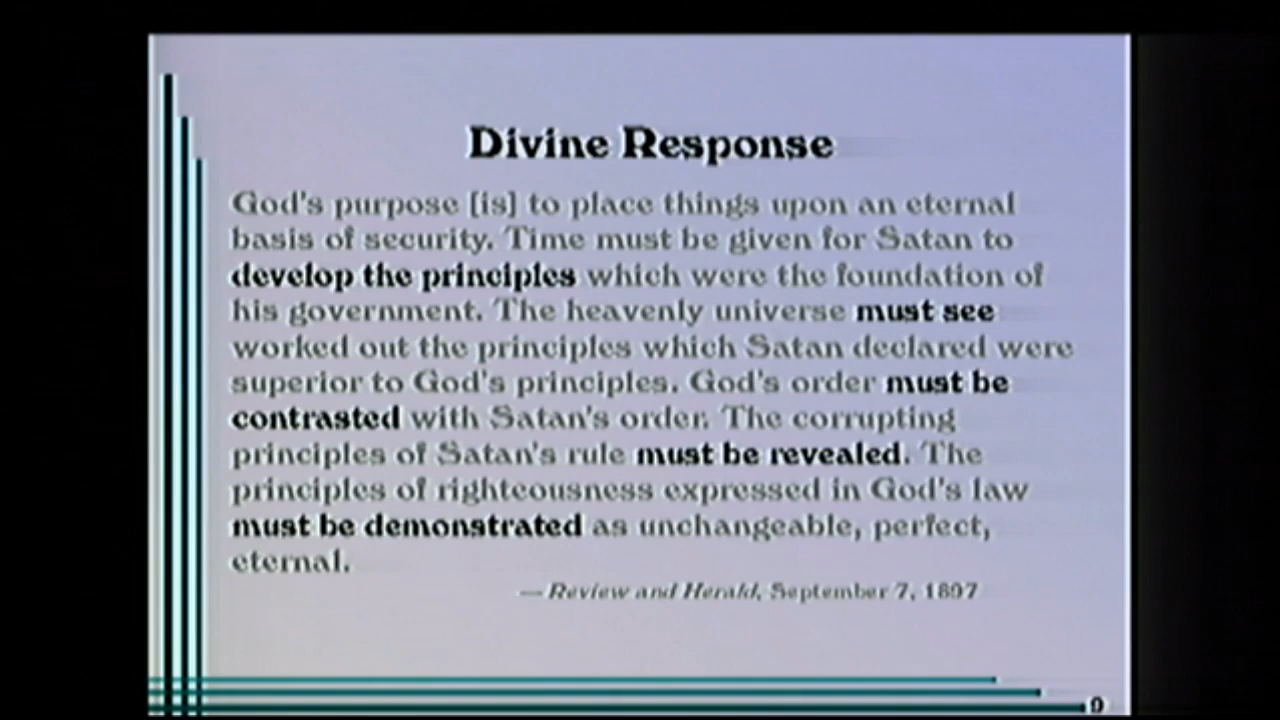 Divine Response
God's purpose [is] to place things upon an eternal
basis of security. Time must be given for Satan to
develop the principles which were the foundation of
his government. The heavenly universe must see
worked out the principles which Satan declared were
superior to God's principles. God's order must be
contrasted with Satan's order. The corrupting
principles of Satan's rule must be revealed. The
principles of righteousness expressed in God's law
must be demonstrated as unchangeable, perfect,
eternal.
— Review and Herald, September 7, 1897
9